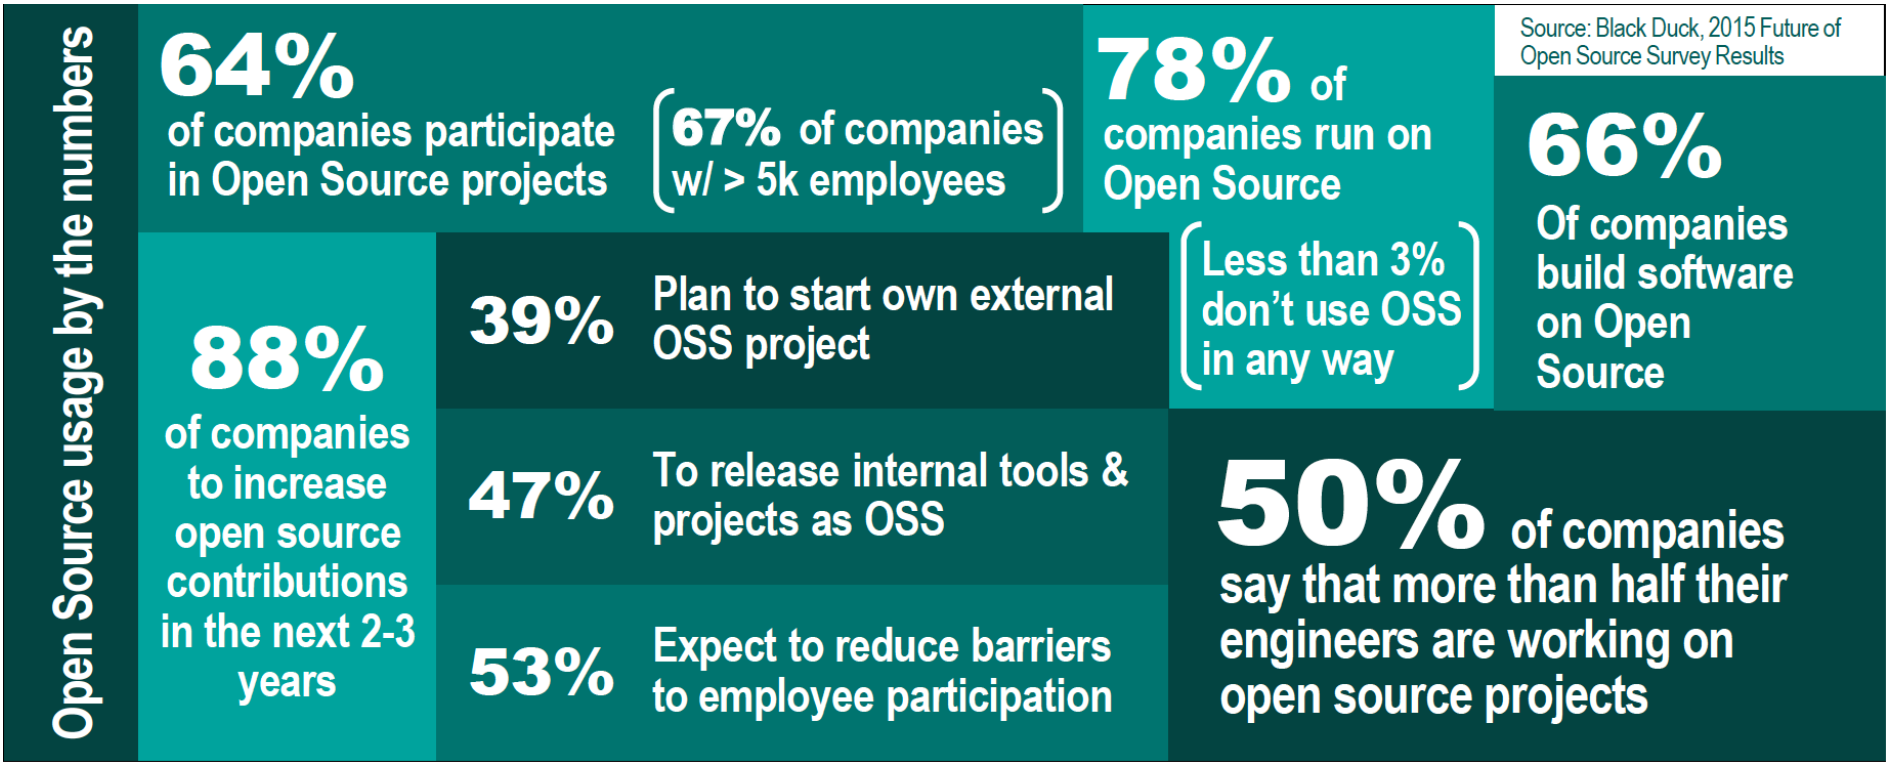 Open Source usage by the numbers
64%
of companies participate
in Open Source projects
67% of companies
w/ > 5k employees
78% of
companies run on
Open Source
Less than 3%
don't use OSS
in any way
Source: Black Duck, 2015 Future of
Open Source Survey Results
66%
Of companies
build software
on Open
Source
88%
of companies
to increase
open source
contributions
in the next 2-3
years
39% Plan to start own external
OSS project
47% To release internal tools &
projects as OSS
53% Expect to reduce barriers
to employee participation
50% of companies
say that more than half their
engineers are working on
open source projects